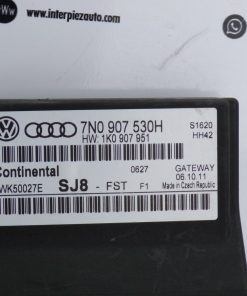 www.interpiezauto.com
7N0 907 530H
HW: 1K0 907 951
S1620
HH42
Continental
0627
GATEWAY
WK50027E
SJ8 - FST F1
06.10.11
Made in Czech Republic